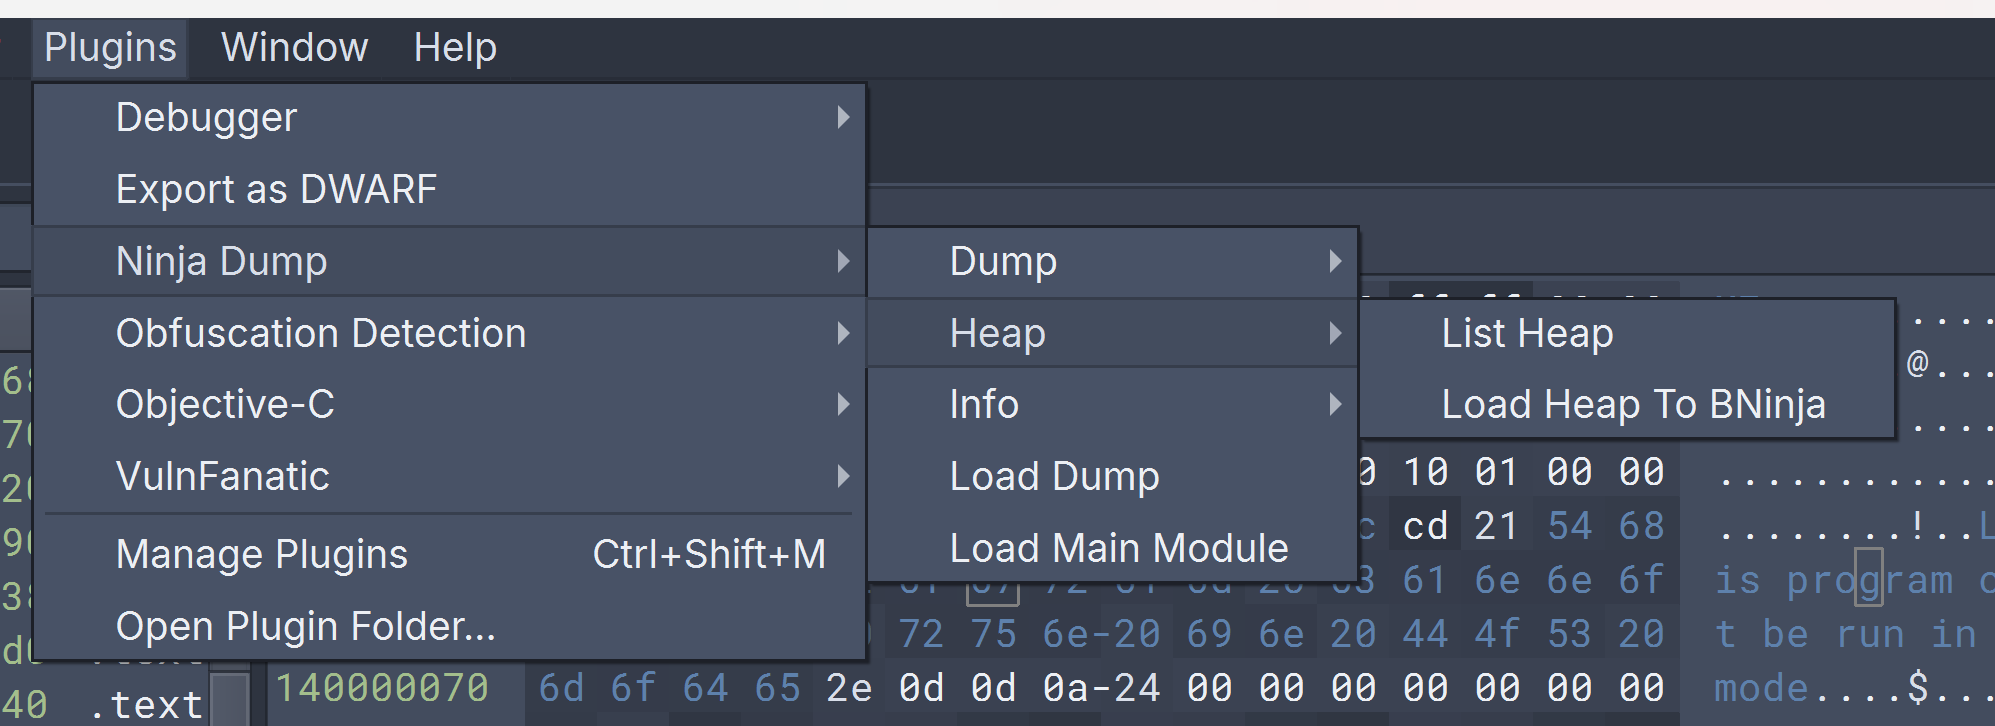 Plugins Window Help
Debugger
Export as DWARF
Ninja Dump
Obfuscation Detection
Objective-C
VulnFanatic
Manage Plugins Ctrl+Shift+M
Open Plugin Folder...
Dump
Heap
Info
Load Dump
Load Main Module
List Heap
Load Heap To BNinja
....
@...
....
10 01 00 00 ............
cd 21 54 68 ........!..L
61 6e 6e 6f is program c
72 75 6e-20 69 6e 20 44 4f 53 20 t be run in
140000070 6d 6f 64 65 2e 0d 0d 0a-24 00 00 00 00 00 00 00 mode....$...
40 .text